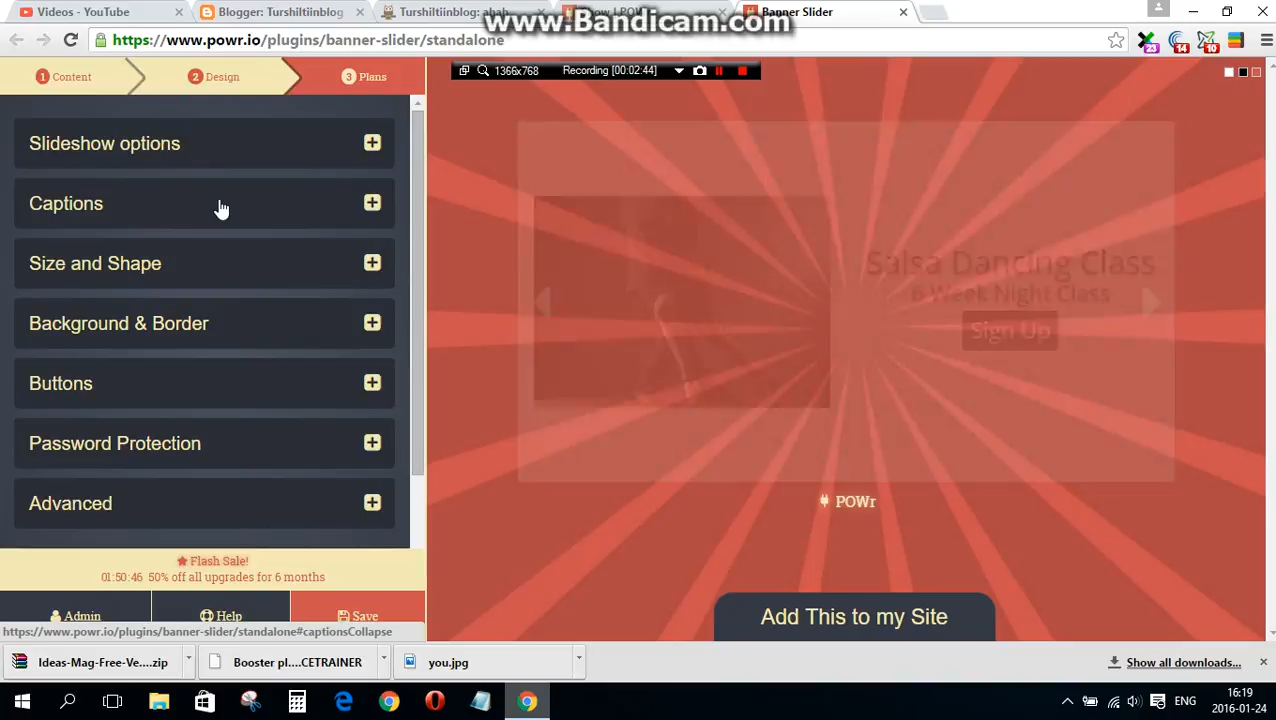 Videos - YouTube
Blogger: Turshiltiinblog
Turshiltiinblog: abah
www.Bandicam.com
Banner Slider
https://www.powr.io/plugins/banner-slider/standalone
23
14
10
1 Content
2 Design
3 Plans
1366x768
Recording [00:02:44]
Slideshow options
Captions
Size and Shape
Background & Border
Buttons
Password Protection
Advanced
Salsa Dancing Class
6 Week Night Class
Sign Up
POWr
Flash Sale!
01:50:46 50% off all upgrades for 6 months
Admin
Help
Save
Add This to my Site
https://www.powr.io/plugins/banner-slider/standalone#captionsCollapse
Ideas-Mag-Free-Ve....zip
Booster pl....CETRAINER
you.jpg
Show all downloads...
ENG
16:19
2016-01-24